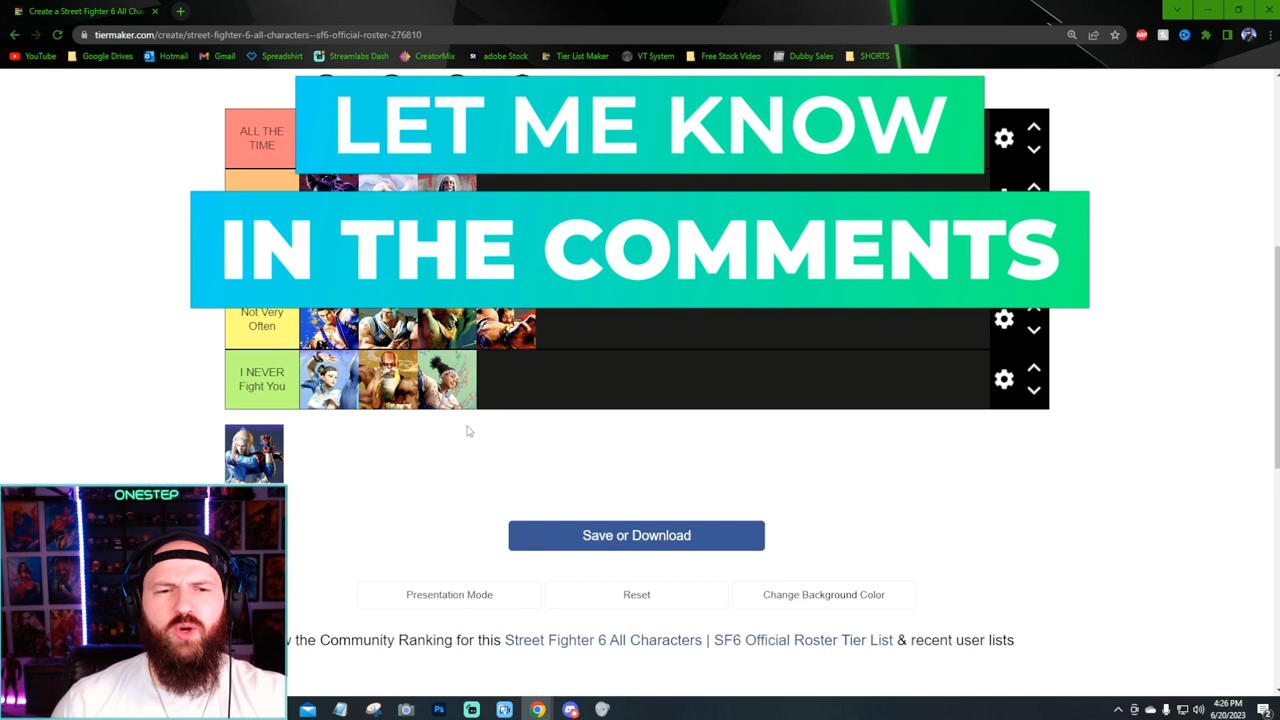 Create a Street Fighter 6 All Cha
tiermaker.com/create/street-fighter-6-all-characters--sf6-official-roster-276810
YouTube Google Drives Hotmail Gmail Spreadshirt Streamlabs Dash CreatorMix adobe Stock Tier List Maker VT System Free Stock Video Dubby Sales SHORTS
LET ME KNOW
ALL THE
TIME
IN THE COMMENTS
Not Very
Often
I NEVER
Fight You
ONESTEP
Save or Download
Presentation Mode Reset Change Background Color
w the Community Ranking for this Street Fighter 6 All Characters | SF6 Official Roster Tier List & recent user lists
4:26 PM
6/20/2023